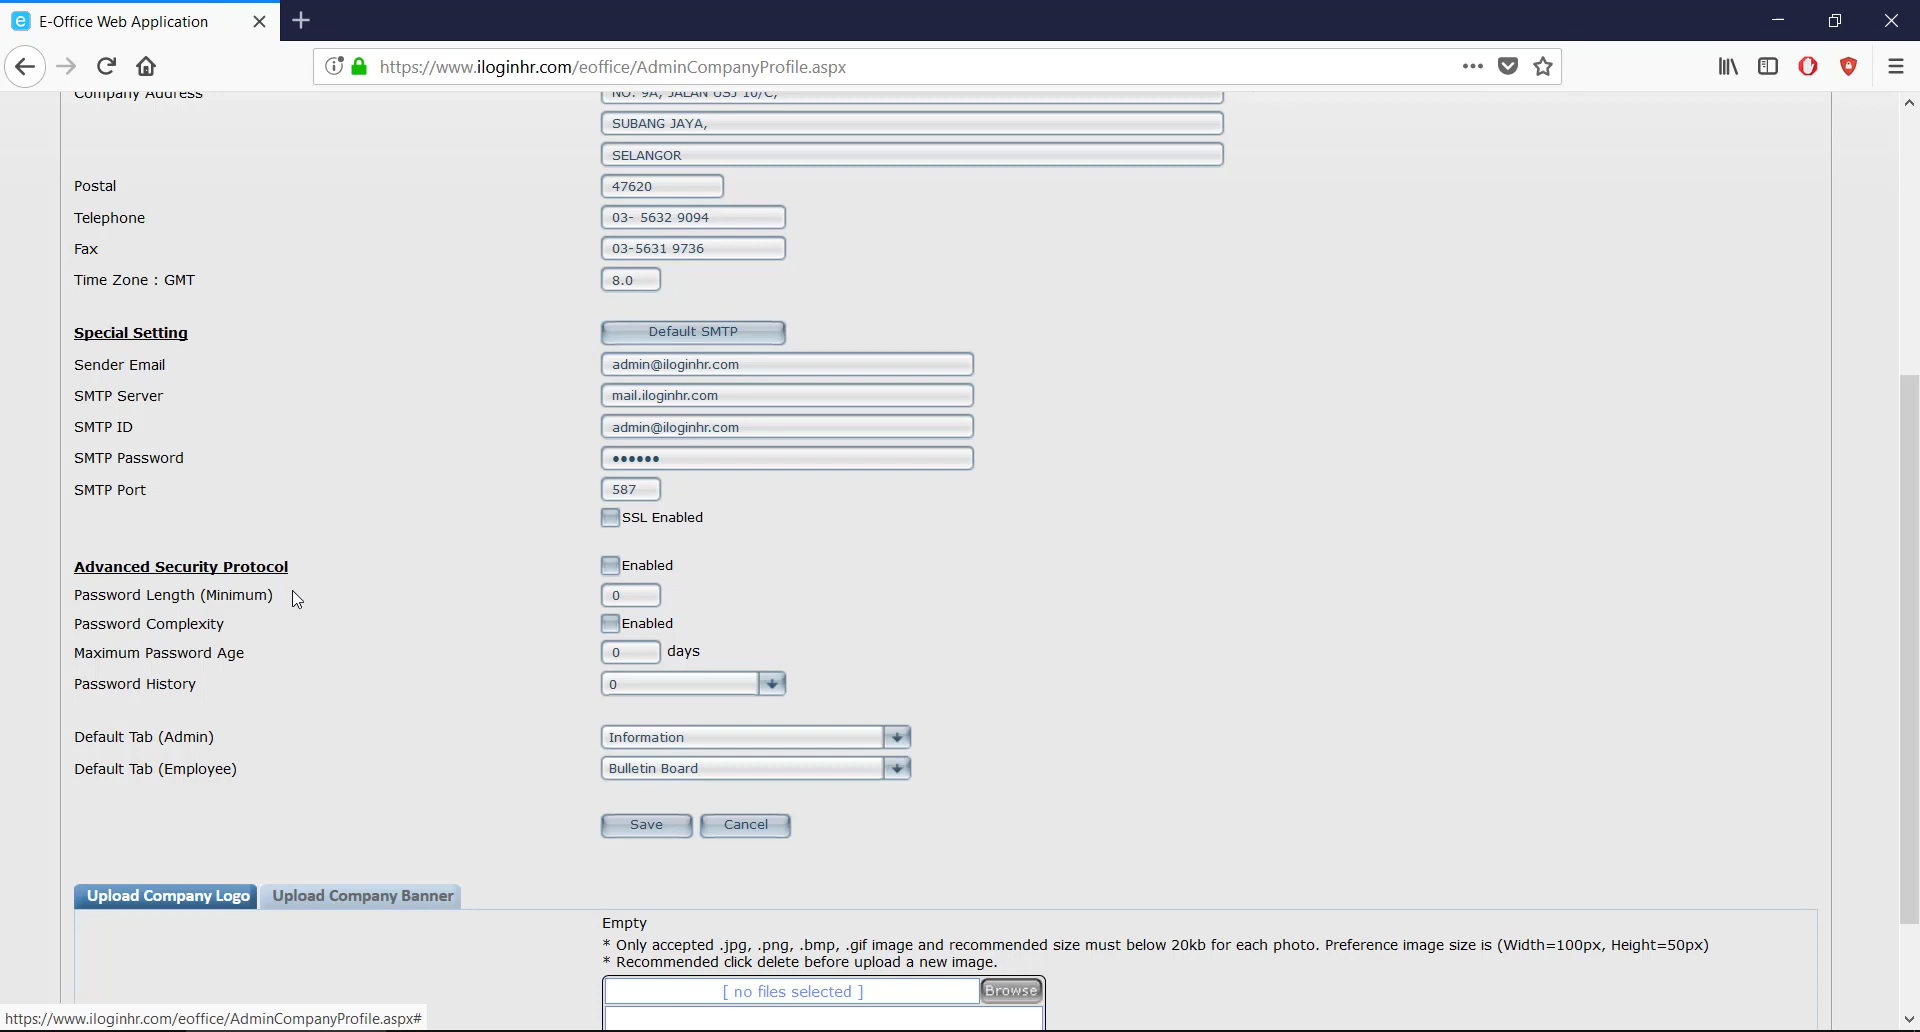 E-Office Web Application
https://www.iloginhr.com/eoffice/AdminCompanyProfile.aspx
Company Address NO. 9A, JALAN USJ 10/C,
SUBANG JAYA,
SELANGOR
Postal 47620
Telephone 03- 5632 9094
Fax 03-5631 9736
Time Zone : GMT 8.0
Special Setting Default SMTP
Sender Email admin@iloginhr.com
SMTP Server mail.iloginhr.com
SMTP ID admin@iloginhr.com
SMTP Password ••••••
SMTP Port 587
SSL Enabled
Advanced Security Protocol Enabled
Password Length (Minimum) 0
Password Complexity Enabled
Maximum Password Age 0 days
Password History 0
Default Tab (Admin) Information
Default Tab (Employee) Bulletin Board
Save Cancel
Upload Company Logo Upload Company Banner
Empty
* Only accepted .jpg, .png, .bmp, .gif image and recommended size must below 20kb for each photo. Preference image size is (Width=100px, Height=50px)
* Recommended click delete before upload a new image.
[ no files selected ] Browse
https://www.iloginhr.com/eoffice/AdminCompanyProfile.aspx#